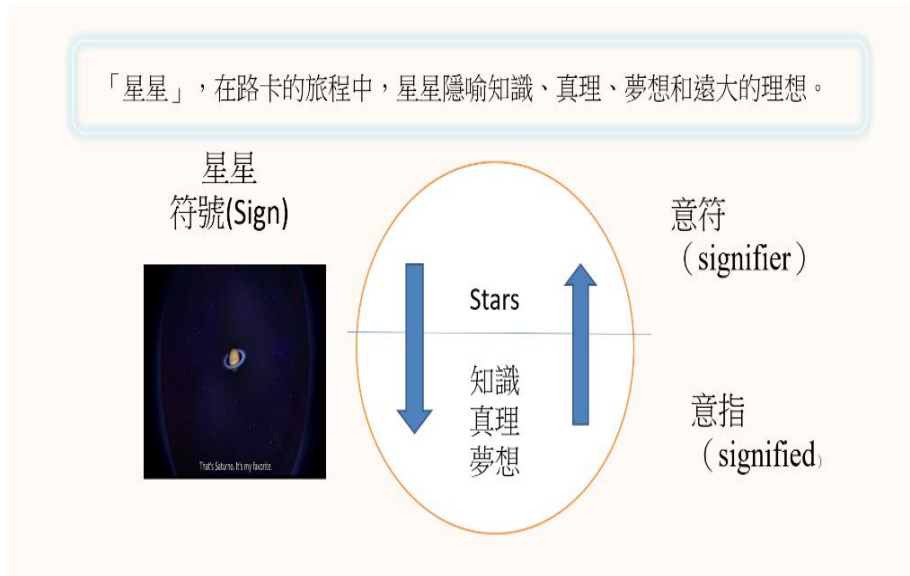 「星星」，在路卡的旅程中，星星隱喻知識、真理、夢想和遠大的理想。
星星
符號(Sign)
That's Saturno. It's my favorite.
Stars
知識
真理
夢想
意符
（signifier）
意指
（signified）